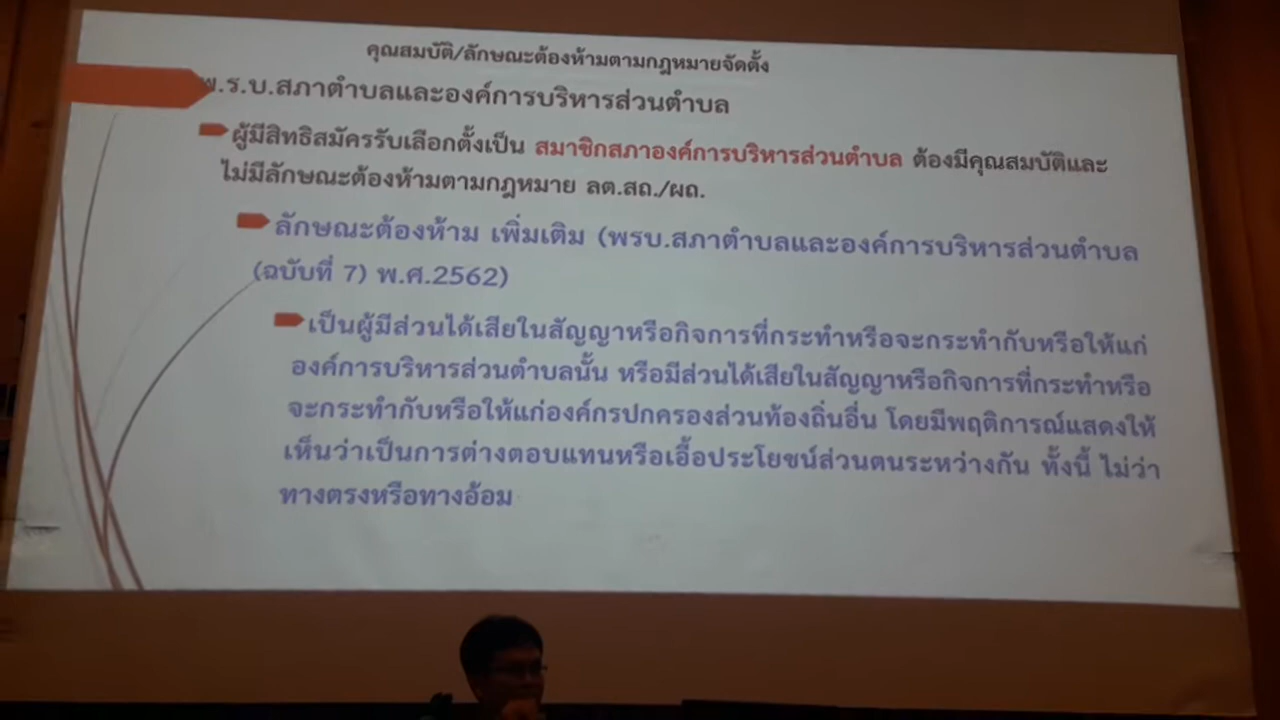 คุณสมบัติ/ลักษณะต้องห้ามตามกฎหมายจัดตั้ง
พ.ร.บ.สภาตำบลและองค์การบริหารส่วนตำบล
ผู้มีสิทธิสมัครรับเลือกตั้งเป็น สมาชิกสภาองค์การบริหารส่วนตำบล ต้องมีคุณสมบัติและ
ไม่มีลักษณะต้องห้ามตามกฎหมาย ลต.สถ./ผถ.
ลักษณะต้องห้าม เพิ่มเติม (พรบ.สภาตำบลและองค์การบริหารส่วนตำบล
(ฉบับที่ 7) พ.ศ.2562)
เป็นผู้มีส่วนได้เสียในสัญญาหรือกิจการที่กระทำหรือจะกระทำกับหรือให้แก่
องค์การบริหารส่วนตำบลนั้น หรือมีส่วนได้เสียในสัญญาหรือกิจการที่กระทำหรือ
จะกระทำกับหรือให้แก่องค์กรปกครองส่วนท้องถิ่นอื่น โดยมีพฤติการณ์แสดงให้
เห็นว่าเป็นการต่างตอบแทนหรือเอื้อประโยชน์ส่วนตนระหว่างกัน ทั้งนี้ ไม่ว่า
ทางตรงหรือทางอ้อม